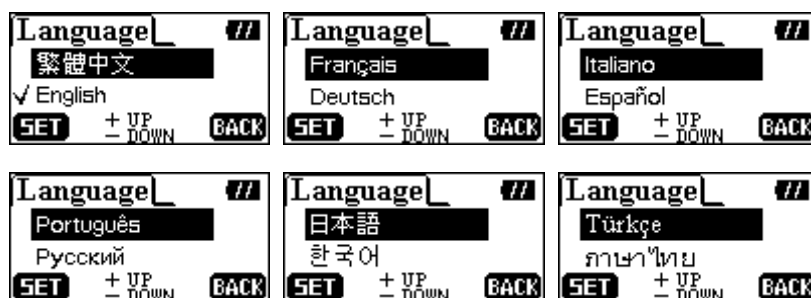 Language
繁體中文
✓ English
SET + UP - DOWN BACK
Language
Français
Deutsch
SET + UP - DOWN BACK
Language
Italiano
Español
SET + UP - DOWN BACK
Language
Português
Русский
SET + UP - DOWN BACK
Language
日本語
한국어
SET + UP - DOWN BACK
Language
Türkçe
ภาษาไทย
SET + UP - DOWN BACK